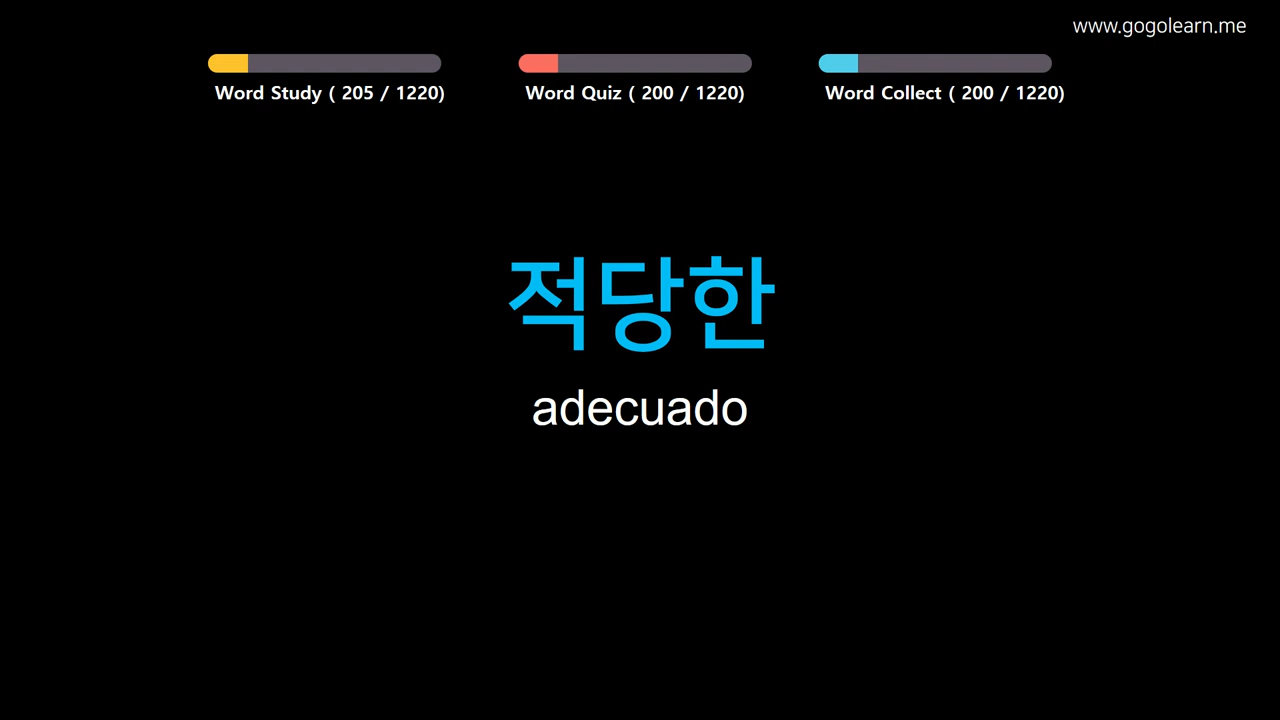 www.gogolearn.me
Word Study ( 205 / 1220)
Word Quiz ( 200 / 1220)
Word Collect ( 200 / 1220)
적당한
adecuado